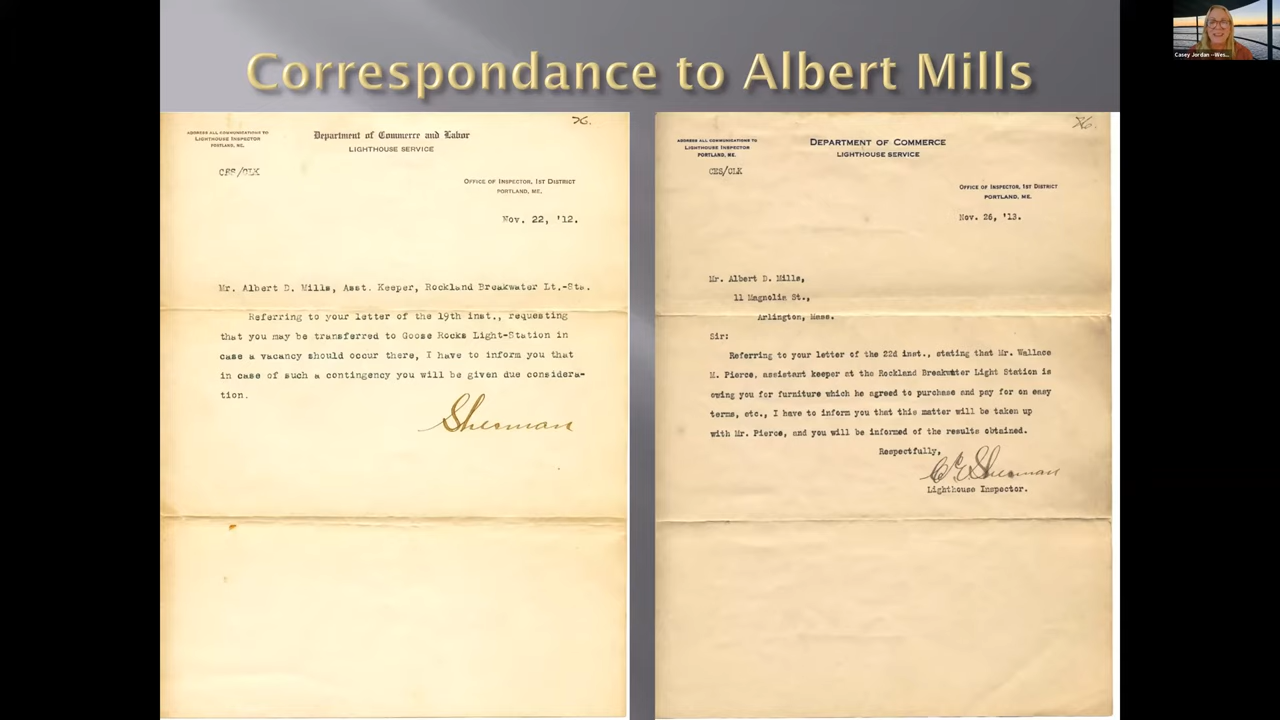 Correspondance to Albert Mills
ADDRESS ALL COMMUNICATIONS TO
LIGHTHOUSE INSPECTOR
PORTLAND, ME.
Department of Commerce and Labor
LIGHTHOUSE SERVICE
CES/CLK
OFFICE OF INSPECTOR, 1ST DISTRICT
PORTLAND, ME.
Nov. 22, '12.
Mr. Albert D. Mills, Asst. Keeper, Rockland Breakwater Lt.-Sta.
Referring to your letter of the 19th inst., requesting
that you may be transferred to Goose Rocks Light-Station in
case a vacancy should occur there, I have to inform you that
in case of such a contingency you will be given due considera-
tion.
Sherman
ADDRESS ALL COMMUNICATIONS TO
LIGHTHOUSE INSPECTOR
PORTLAND, ME.
DEPARTMENT OF COMMERCE
LIGHTHOUSE SERVICE
CES/CLK
OFFICE OF INSPECTOR, 1ST DISTRICT
PORTLAND, ME.
Nov. 26, '13.
Mr. Albert D. Mills,
11 Magnolia St.,
Arlington, Mass.
Sir:
Referring to your letter of the 22d inst., stating that Mr. Wallace
M. Pierce, assistant keeper at the Rockland Breakwater Light Station is
owing you for furniture which he agreed to purchase and pay for on easy
terms, etc., I have to inform you that this matter will be taken up
with Mr. Pierce, and you will be informed of the results obtained.
Respectfully,
C E Sherman
Lighthouse Inspector.
Casey Jordan --Wes...